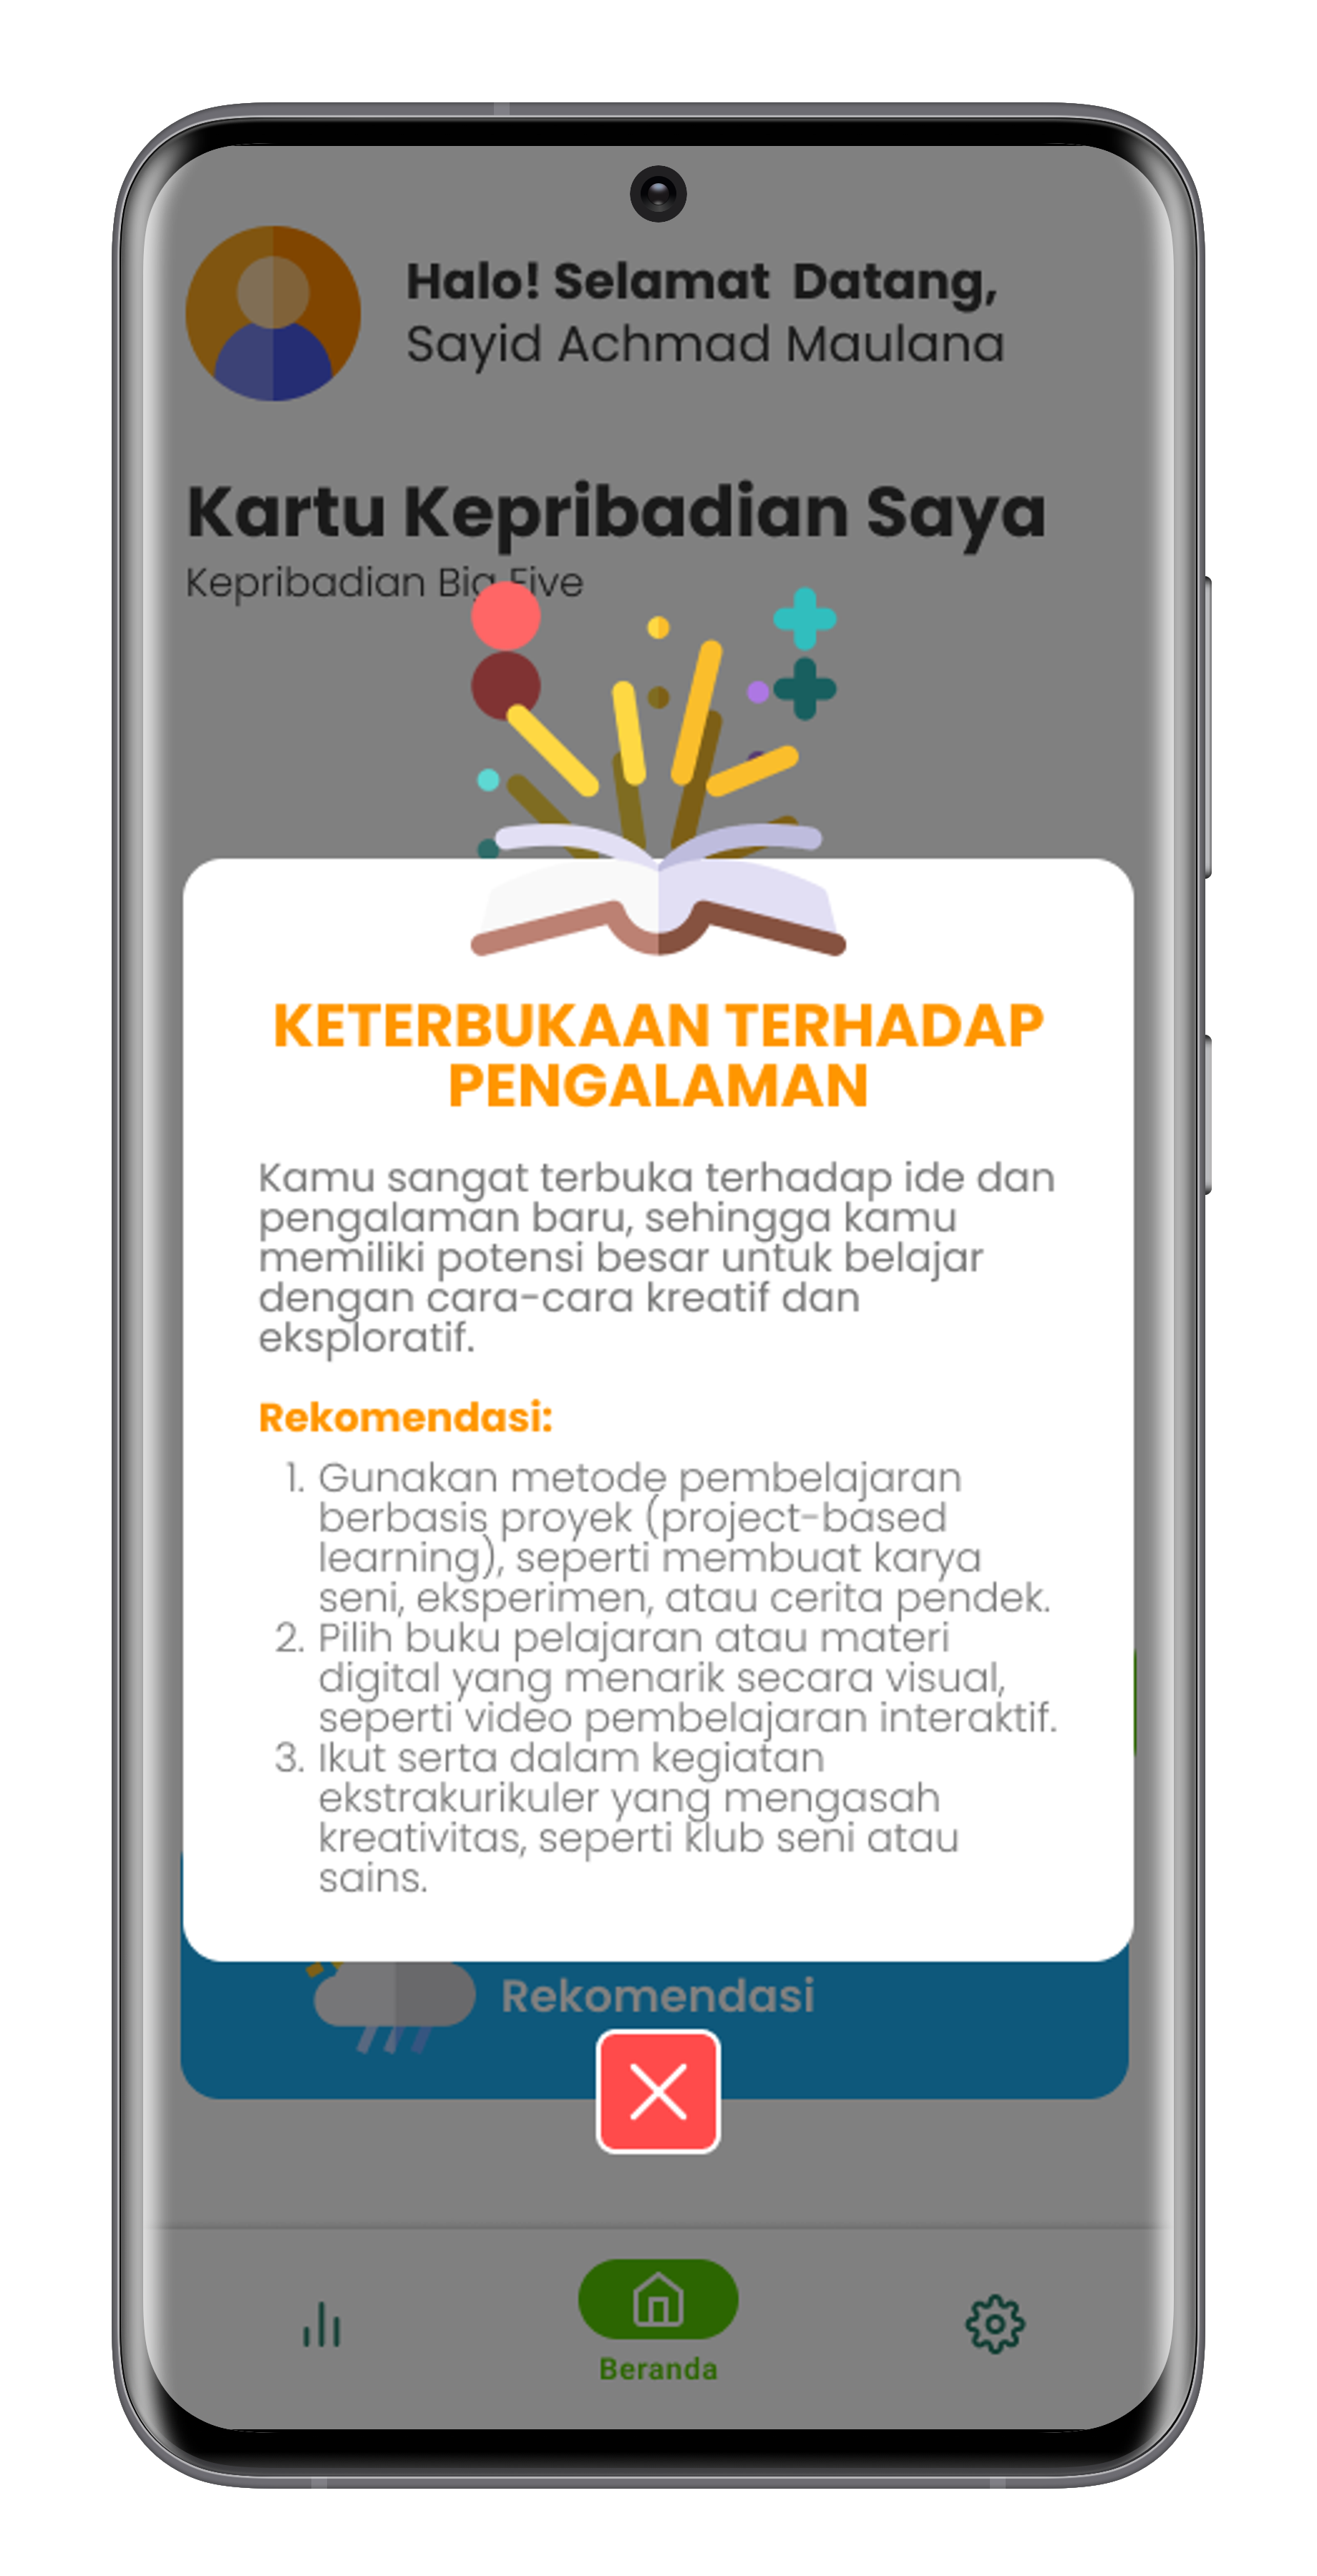 Halo! Selamat Datang,
Sayid Achmad Maulana
Kartu Kepribadian Saya
Kepribadian Big Five
KETERBUKAAN TERHADAP
PENGALAMAN
Kamu sangat terbuka terhadap ide dan
pengalaman baru, sehingga kamu
memiliki potensi besar untuk belajar
dengan cara-cara kreatif dan
eksploratif.
Rekomendasi:
1. Gunakan metode pembelajaran
berbasis proyek (project-based
learning), seperti membuat karya
seni, eksperimen, atau cerita pendek.
2. Pilih buku pelajaran atau materi
digital yang menarik secara visual,
seperti video pembelajaran interaktif.
3. Ikut serta dalam kegiatan
ekstrakurikuler yang mengasah
kreativitas, seperti klub seni atau
sains.
Rekomendasi
Beranda